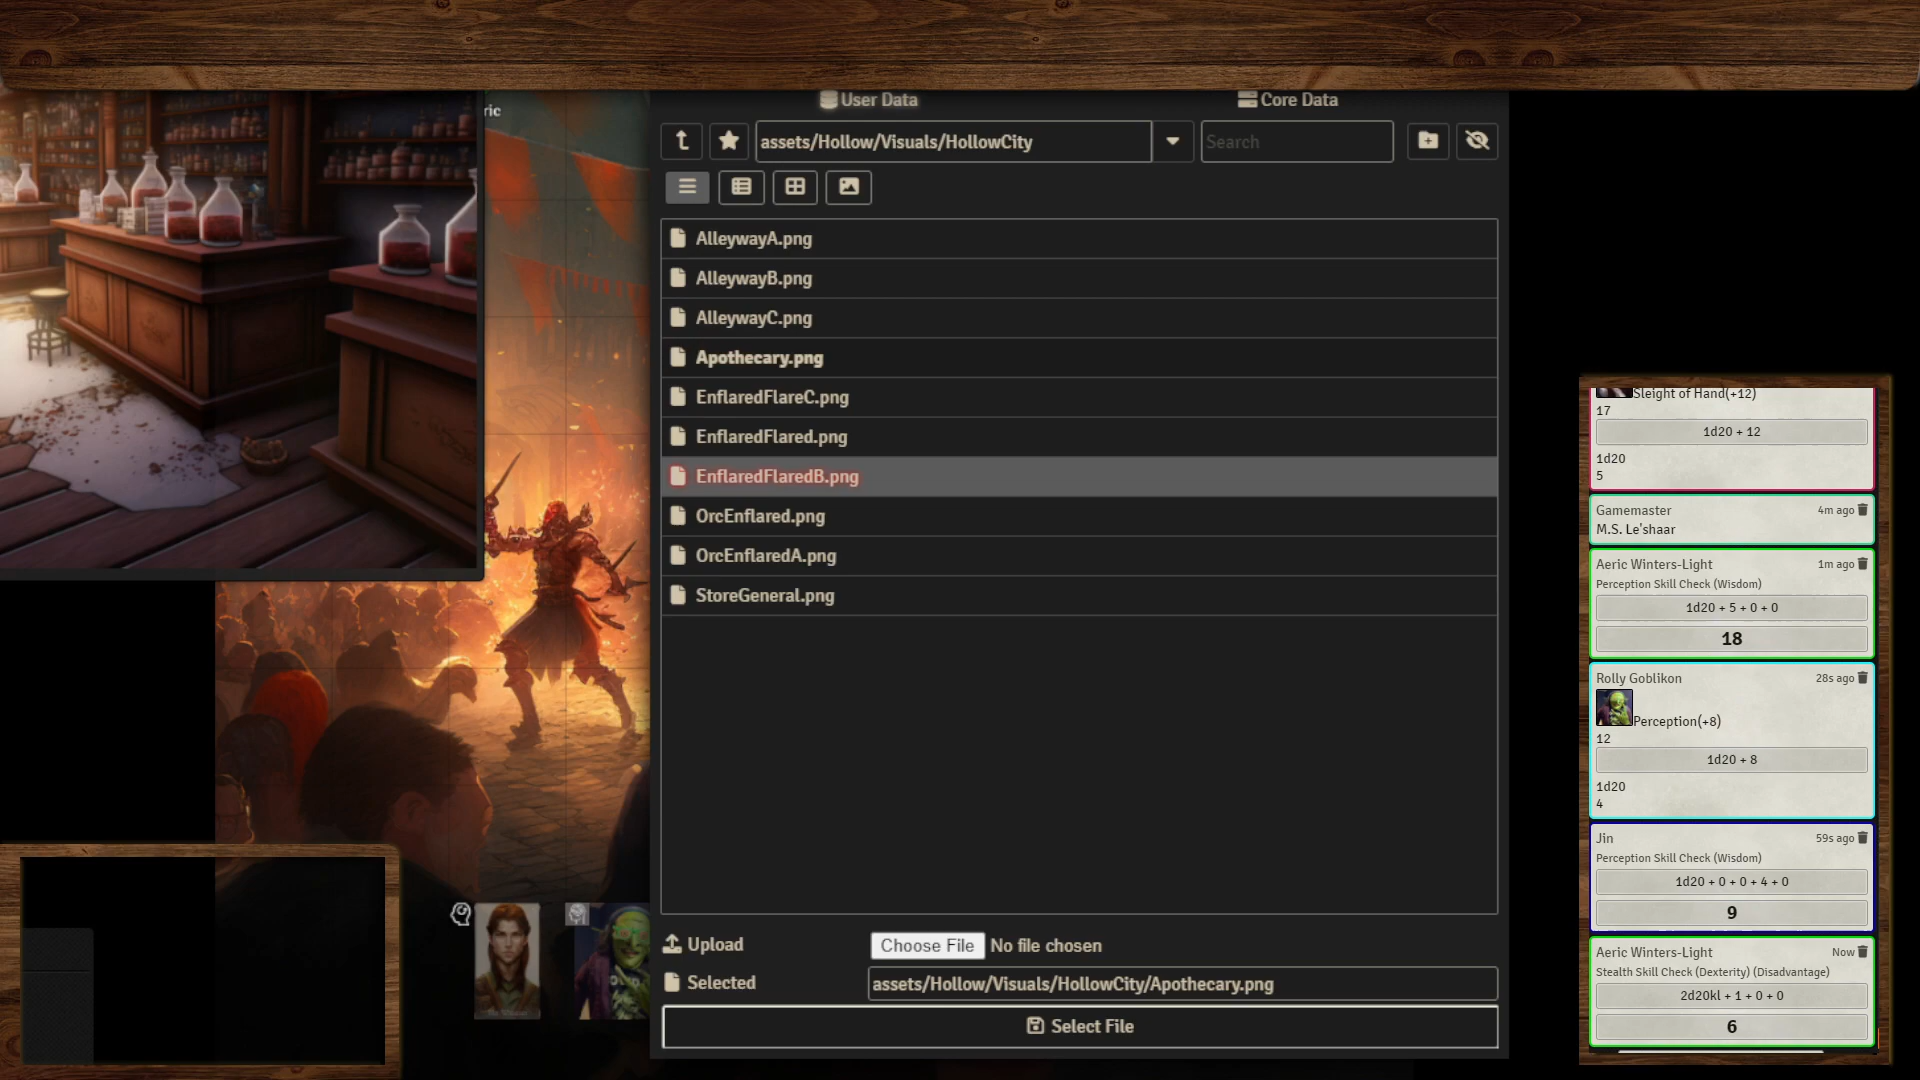 ric
User Data
Core Data
assets/Hollow/Visuals/HollowCity
Search
AlleywayA.png
AlleywayB.png
AlleywayC.png
Apothecary.png
EnflaredFlareC.png
EnflaredFlared.png
EnflaredFlaredB.png
OrcEnflared.png
OrcEnflaredA.png
StoreGeneral.png
Upload
Choose File No file chosen
Selected
assets/Hollow/Visuals/HollowCity/Apothecary.png
Select File
Sleight of Hand(+12)
17
1d20 + 12
1d20
5
Gamemaster 4m ago
M.S. Le'shaar
Aeric Winters-Light 1m ago
Perception Skill Check (Wisdom)
1d20 + 5 + 0 + 0
18
Rolly Goblikon 28s ago
Perception(+8)
12
1d20 + 8
1d20
4
Jin 59s ago
Perception Skill Check (Wisdom)
1d20 + 0 + 0 + 4 + 0
9
Aeric Winters-Light Now
Stealth Skill Check (Dexterity) (Disadvantage)
2d20kl + 1 + 0 + 0
6